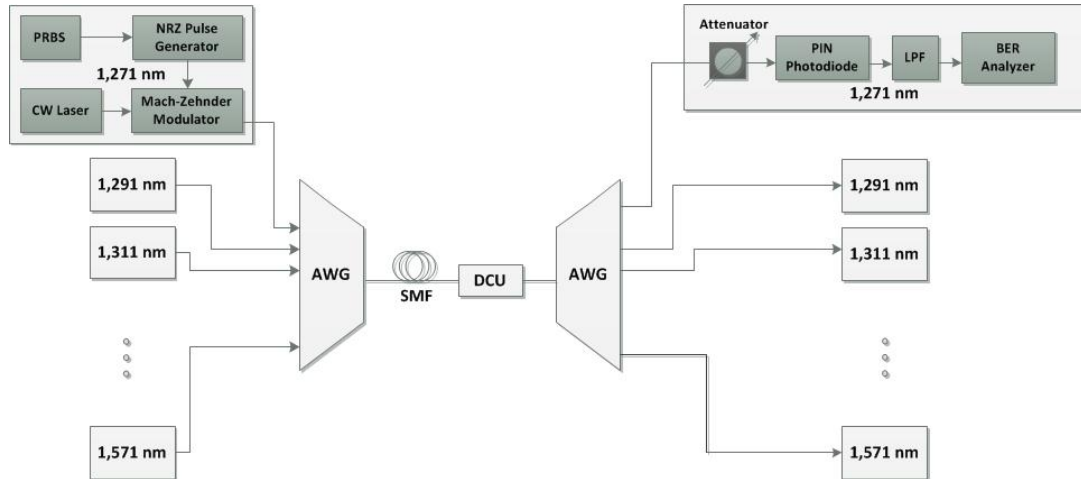 PRBS
NRZ Pulse
Generator
1,271 nm
CW Laser
Mach-Zehnder
Modulator
1,291 nm
1,311 nm
1,571 nm
AWG
SMF
DCU
AWG
Attenuator
PIN
Photodiode
LPF
BER
Analyzer
1,271 nm
1,291 nm
1,311 nm
1,571 nm